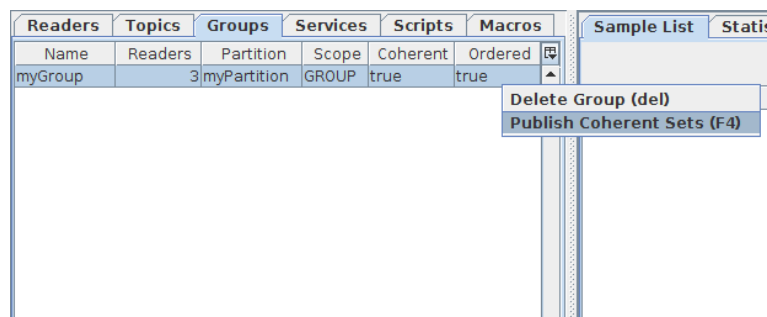 Readers Topics Groups Services Scripts Macros Sample List
Name Readers Partition Scope Coherent Ordered
myGroup 3 myPartition GROUP true true
Delete Group (del)
Publish Coherent Sets (F4)